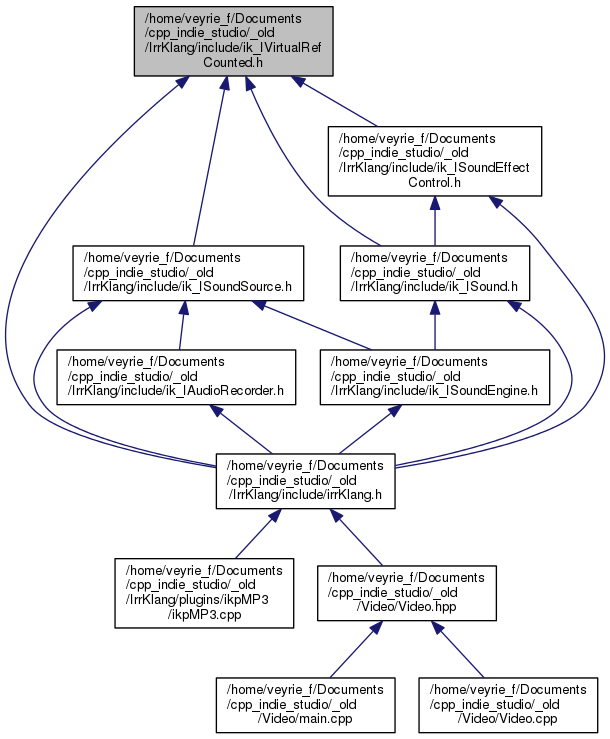 /home/veyrie_f/Documents
/cpp_indie_studio/_old
/IrrKlang/include/ik_IVirtualRef
Counted.h
/home/veyrie_f/Documents
/cpp_indie_studio/_old
/IrrKlang/include/ik_ISoundEffect
Control.h
/home/veyrie_f/Documents
/cpp_indie_studio/_old
/IrrKlang/include/ik_ISoundSource.h
/home/veyrie_f/Documents
/cpp_indie_studio/_old
/IrrKlang/include/ik_ISound.h
/home/veyrie_f/Documents
/cpp_indie_studio/_old
/IrrKlang/include/ik_IAudioRecorder.h
/home/veyrie_f/Documents
/cpp_indie_studio/_old
/IrrKlang/include/ik_ISoundEngine.h
/home/veyrie_f/Documents
/cpp_indie_studio/_old
/IrrKlang/include/irrKlang.h
/home/veyrie_f/Documents
/cpp_indie_studio/_old
/IrrKlang/plugins/ikpMP3
/ikpMP3.cpp
/home/veyrie_f/Documents
/cpp_indie_studio/_old
/Video/Video.hpp
/home/veyrie_f/Documents
/cpp_indie_studio/_old
/Video/main.cpp
/home/veyrie_f/Documents
/cpp_indie_studio/_old
/Video/Video.cpp